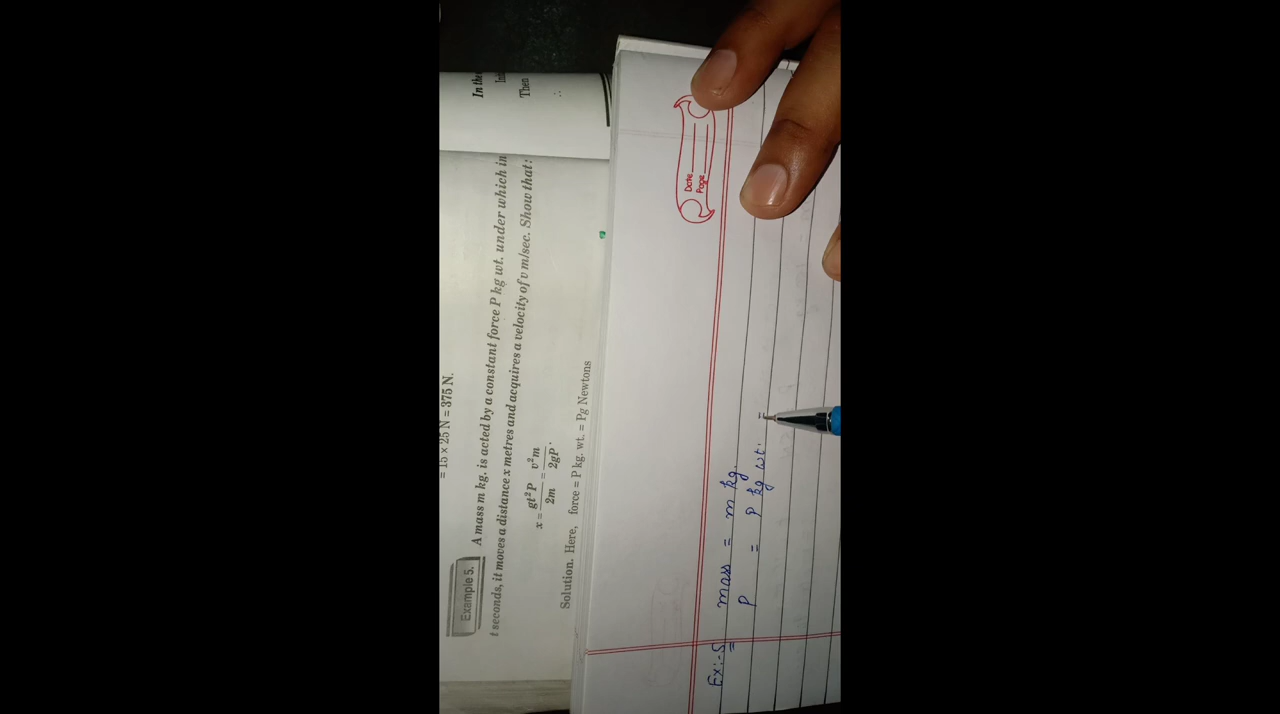 = 15 × 25 N = 375 N.
Example 5. A mass m kg. is acted by a constant force P kg wt. under which in
t seconds, it moves a distance x metres and acquires a velocity of v m/sec. Show that:
x = gt²P / 2m = v²m / 2gP.
Solution. Here, force = P kg. wt. = Pg Newtons
In the
Then
∴
Date
Page
Ex:-5 mass = m kg.
P = P kg wt. =